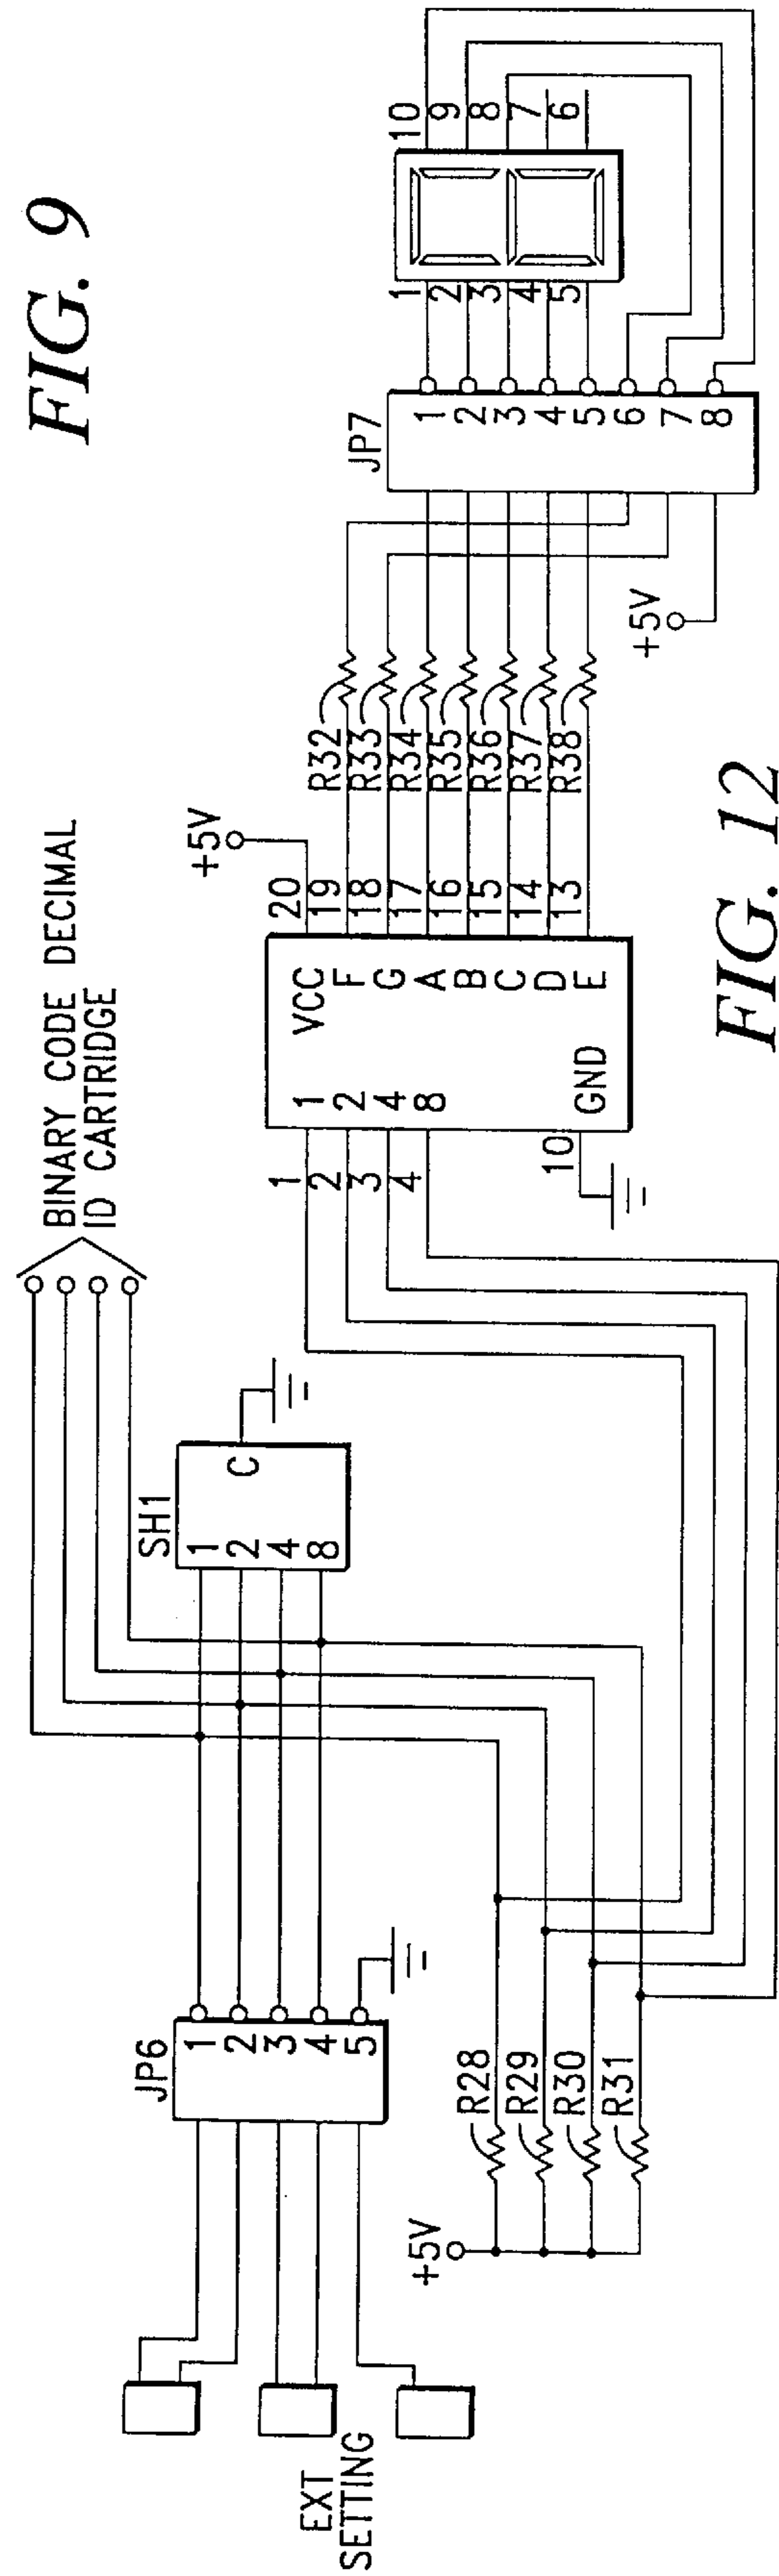 FIG. 9
BINARY CODE DECIMAL
ID CARTRIDGE
SH1
1
2
4
8
C
JP6
1
2
3
4
5
EXT
SETTING
+5V
R28
R29
R30
R31
1
2
3
4
10
1
2
4
8
GND
VCC
F
G
A
B
C
D
E
20
19
18
17
16
15
14
13
+5V
R32
R33
R34
R35
R36
R37
R38
+5V
JP7
1
2
3
4
5
6
7
8
1
2
3
4
5
10
9
8
7
6
FIG. 12